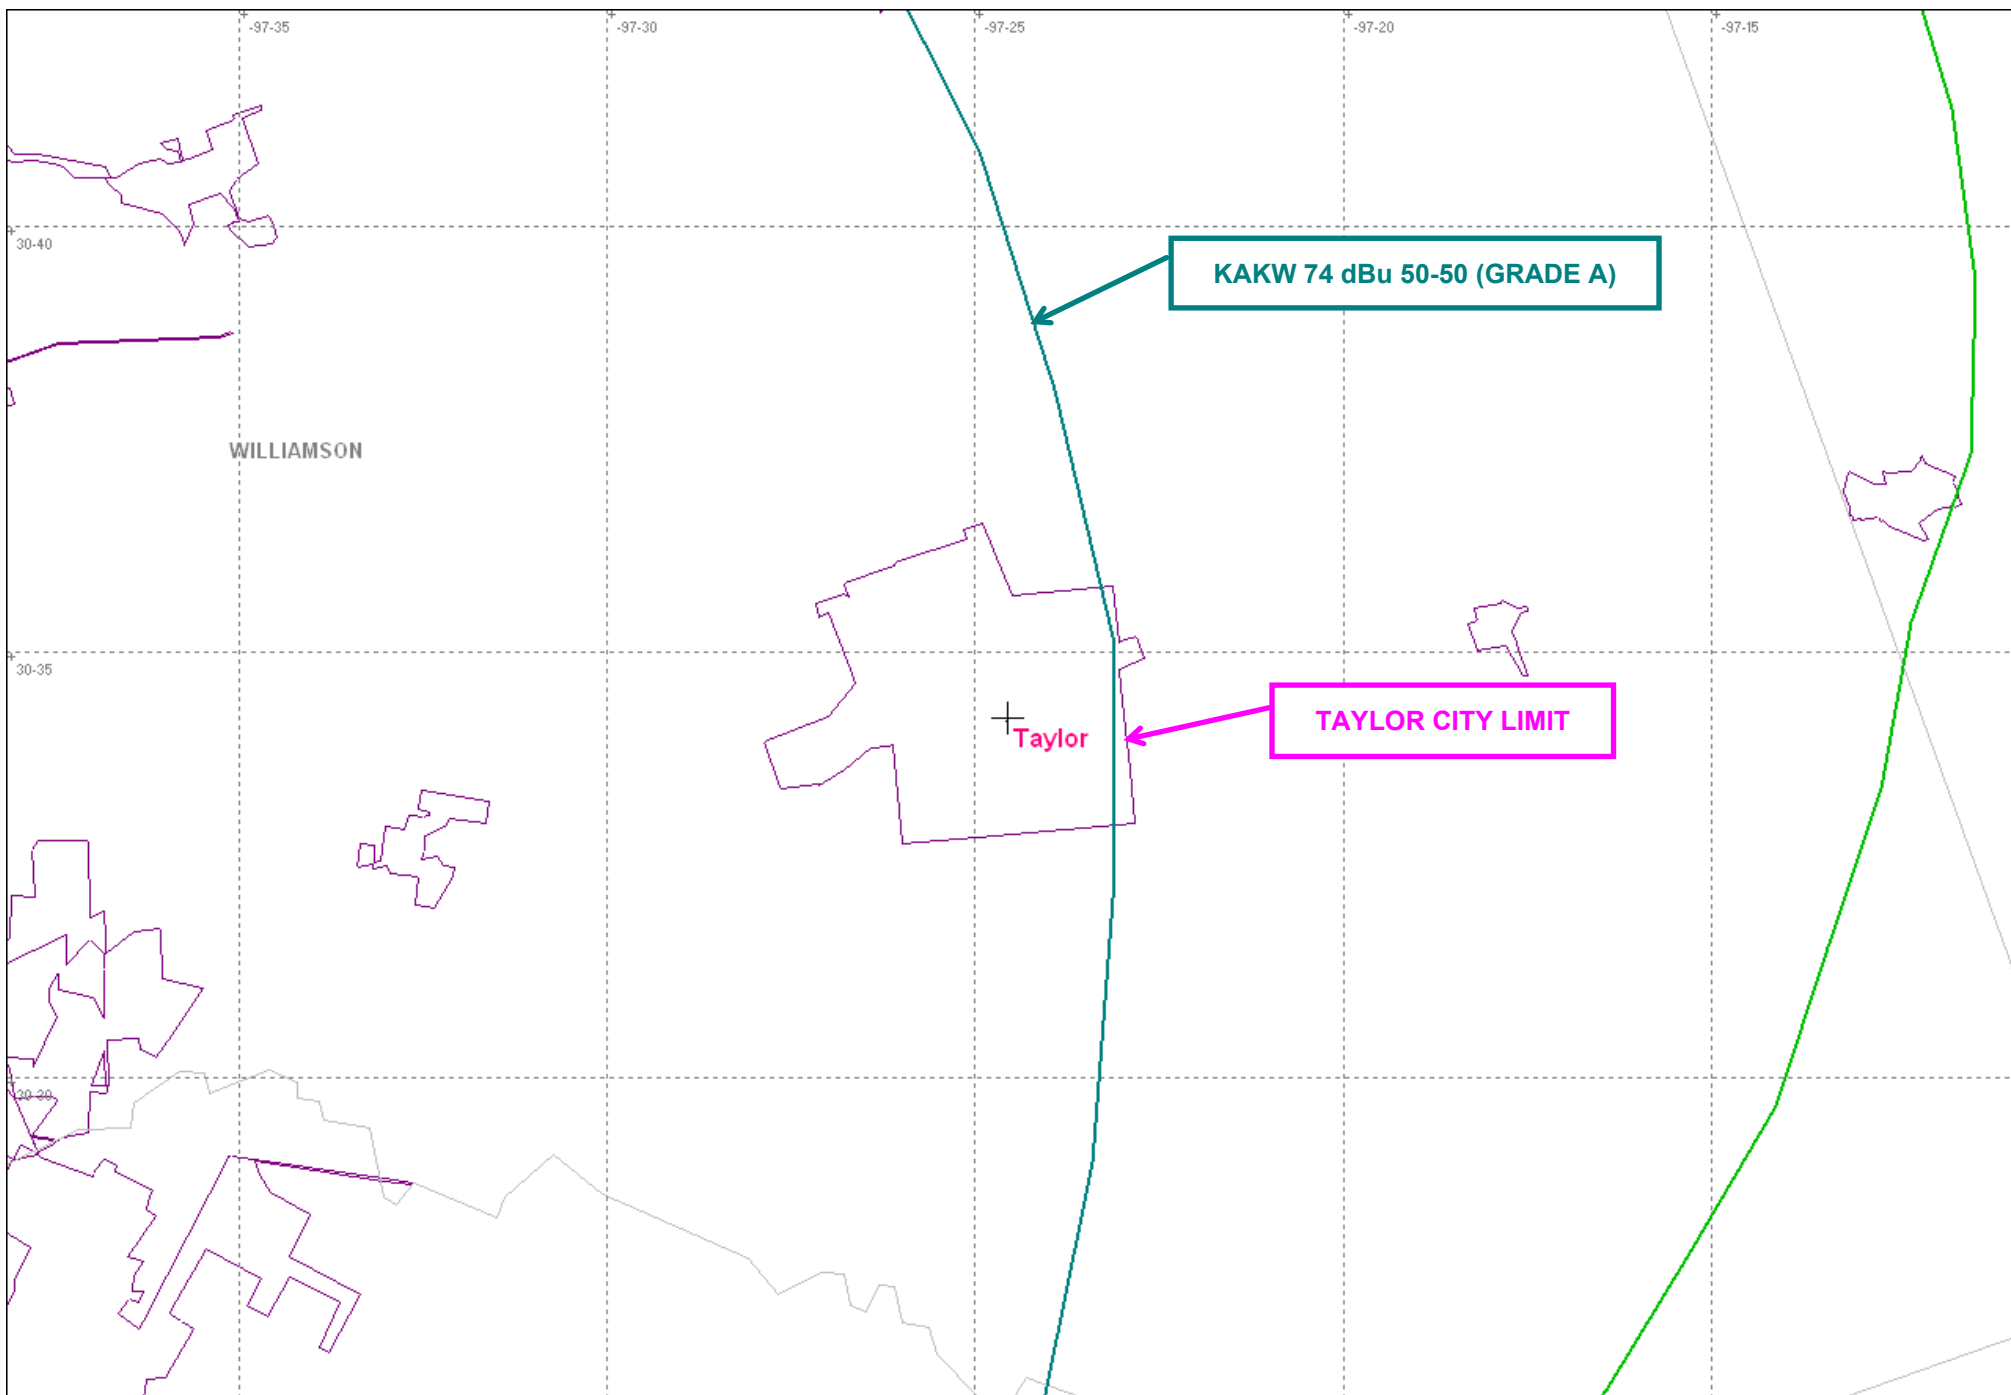 -97-35
-97-30
-97-25
-97-20
-97-15
30-40
KAKW 74 dBu 50-50 (GRADE A)
WILLIAMSON
30-35
TAYLOR CITY LIMIT
Taylor
30-30